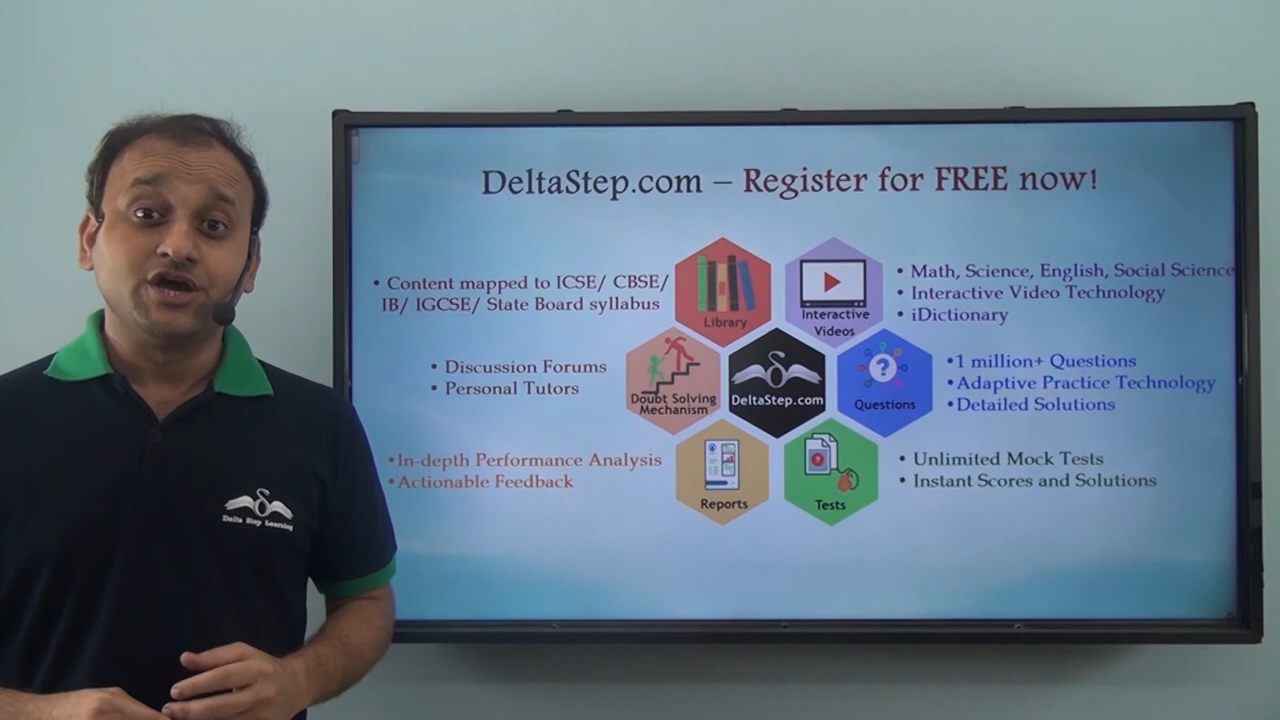 DeltaStep.com – Register for FREE now!
• Content mapped to ICSE/ CBSE/
IB/ IGCSE/ State Board syllabus
Library
Interactive
Videos
• Math, Science, English, Social Science
• Interactive Video Technology
• iDictionary
• Discussion Forums
• Personal Tutors
Doubt Solving
Mechanism
DeltaStep.com
Questions
•1 million+ Questions
•Adaptive Practice Technology
•Detailed Solutions
•In-depth Performance Analysis
•Actionable Feedback
Reports
Tests
• Unlimited Mock Tests
• Instant Scores and Solutions
Delta Step Learning